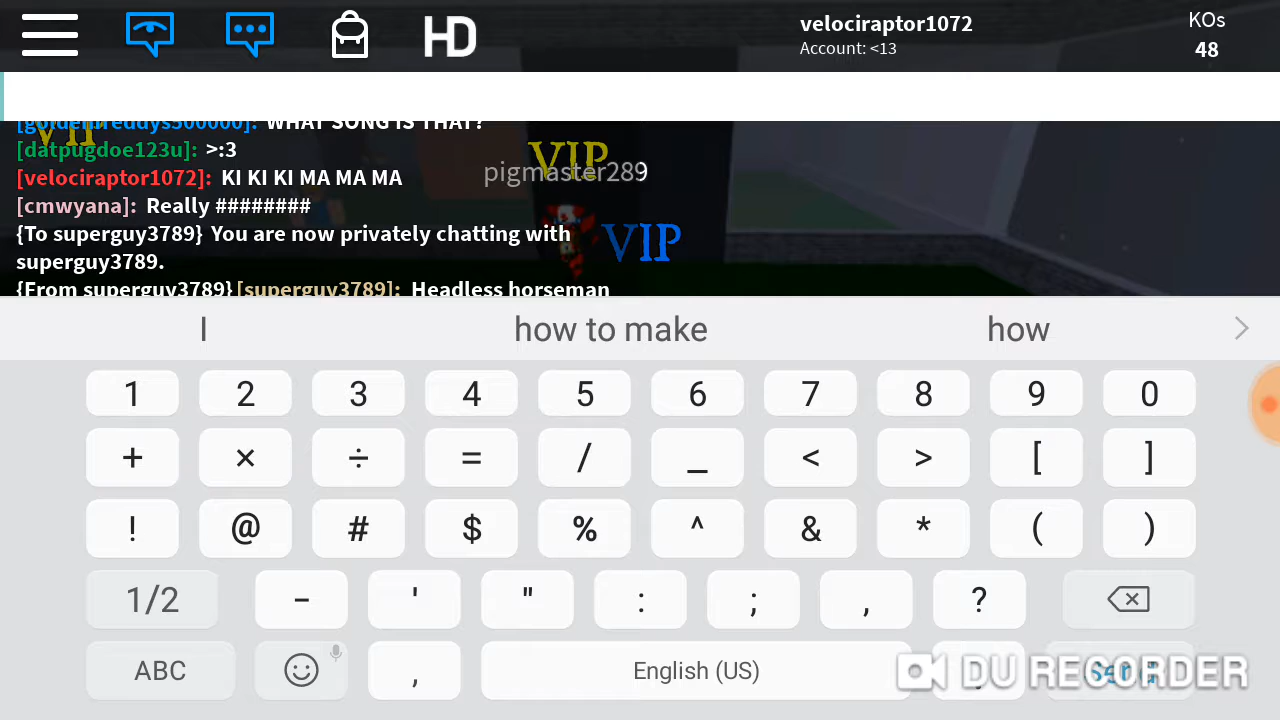 HD
velociraptor1072
Account: <13
KOs
48
[goldenfreddys500000]: WHAT SONG IS THAT?
VIP
[datpugdoe123u]: >:3
VIP
pigmaster289
[velociraptor1072]: KI KI KI MA MA MA
[cmwyana]: Really ########
{To superguy3789} You are now privately chatting with
superguy3789.
VIP
{From superguy3789}[superguy3789]: Headless horseman
I how to make how
1 2 3 4 5 6 7 8 9 0
+ × ÷ = / _ < > [ ]
! @ # $ % ^ & * ( )
1/2 - ' " : ; , ?
ABC , English (US)
DU RECORDER
Send